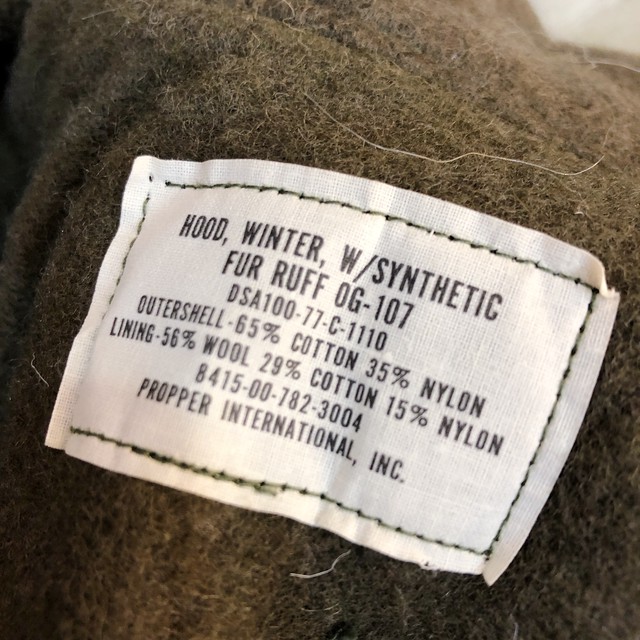 HOOD, WINTER, W/SYNTHETIC
FUR RUFF OG-107
DSA100-77-C-1110
OUTERSHELL-65% COTTON 35% NYLON
LINING-56% WOOL 29% COTTON 15% NYLON
8415-00-782-3004
PROPPER INTERNATIONAL, INC.